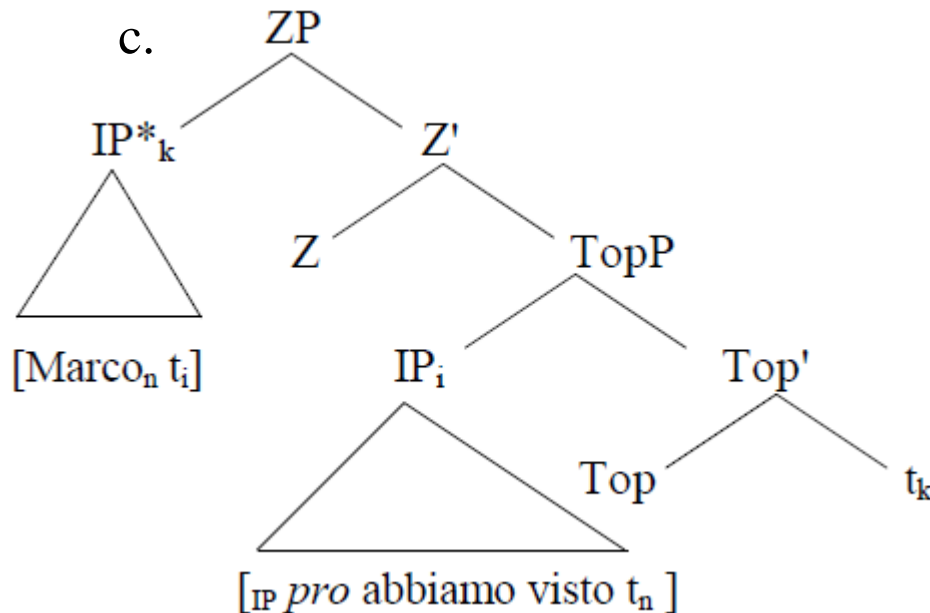 c. ZP
IP*k Z'
Z TopP
[Marcoₙ tᵢ] IPᵢ Top'
Top tₖ
[IP pro abbiamo visto tₙ ]